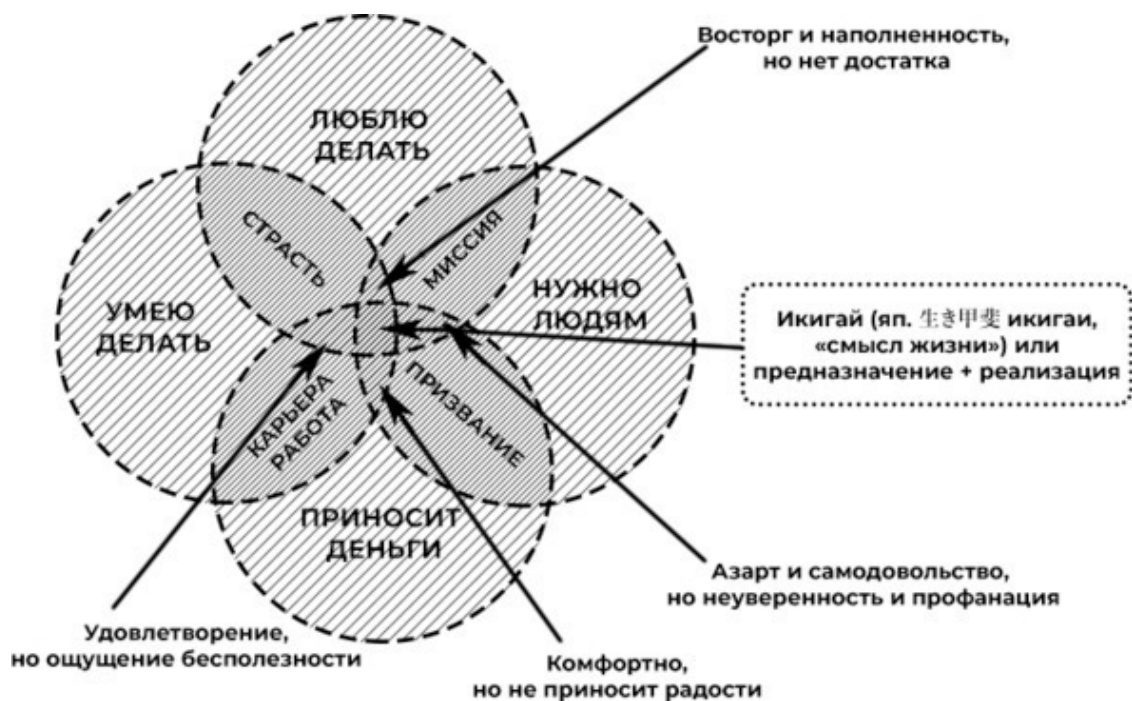 Восторг и наполненность,
но нет достатка
ЛЮБЛЮ
ДЕЛАТЬ
СТРАСТЬ
МИССИЯ
УМЕЮ
ДЕЛАТЬ
НУЖНО
ЛЮДЯМ
Икигай (яп. 生き甲斐 икигаи,
«смысл жизни») или
предназначение + реализация
КАРЬЕРА
РАБОТА
ПРИЗВАНИЕ
ПРИНОСИТ
ДЕНЬГИ
Азарт и самодовольство,
но неуверенность и профанация
Удовлетворение,
но ощущение бесполезности
Комфортно,
но не приносит радости